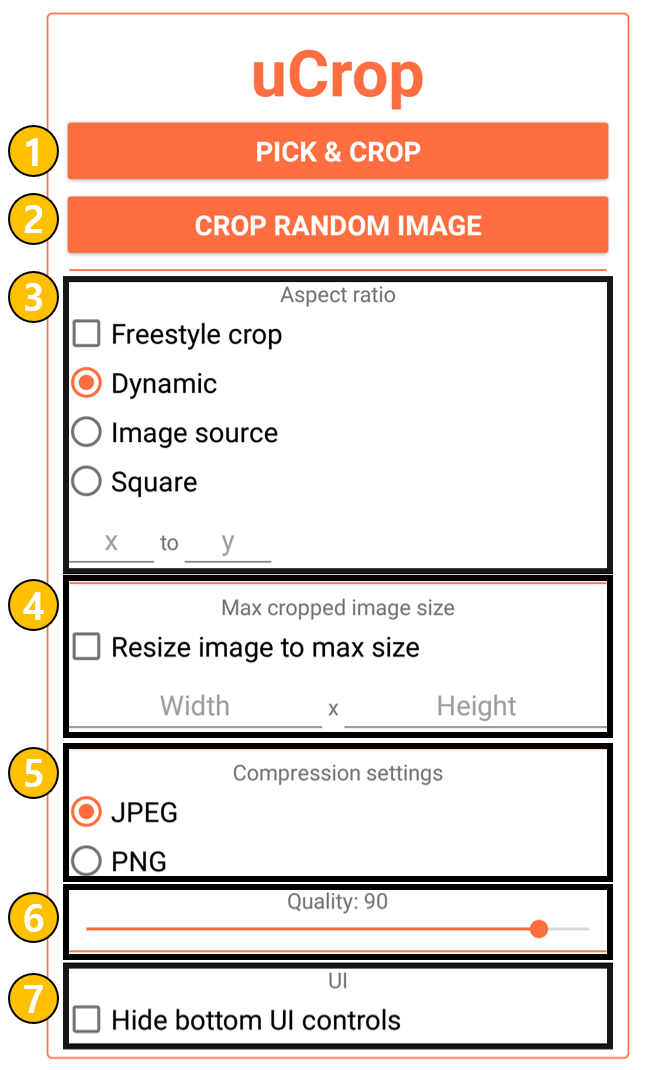 uCrop
1 PICK & CROP
2 CROP RANDOM IMAGE
3 Aspect ratio
Freestyle crop
Dynamic
Image source
Square
x to y
4 Max cropped image size
Resize image to max size
Width x Height
5 Compression settings
JPEG
PNG
6 Quality: 90
7 UI
Hide bottom UI controls